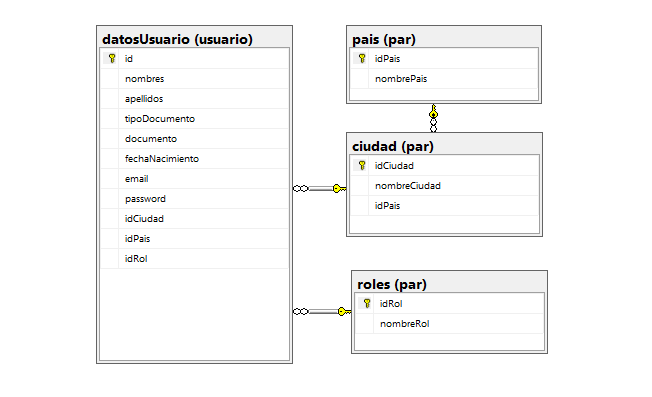 datosUsuario (usuario)
id
nombres
apellidos
tipoDocumento
documento
fechaNacimiento
email
password
idCiudad
idPais
idRol
pais (par)
idPais
nombrePais
ciudad (par)
idCiudad
nombreCiudad
idPais
roles (par)
idRol
nombreRol